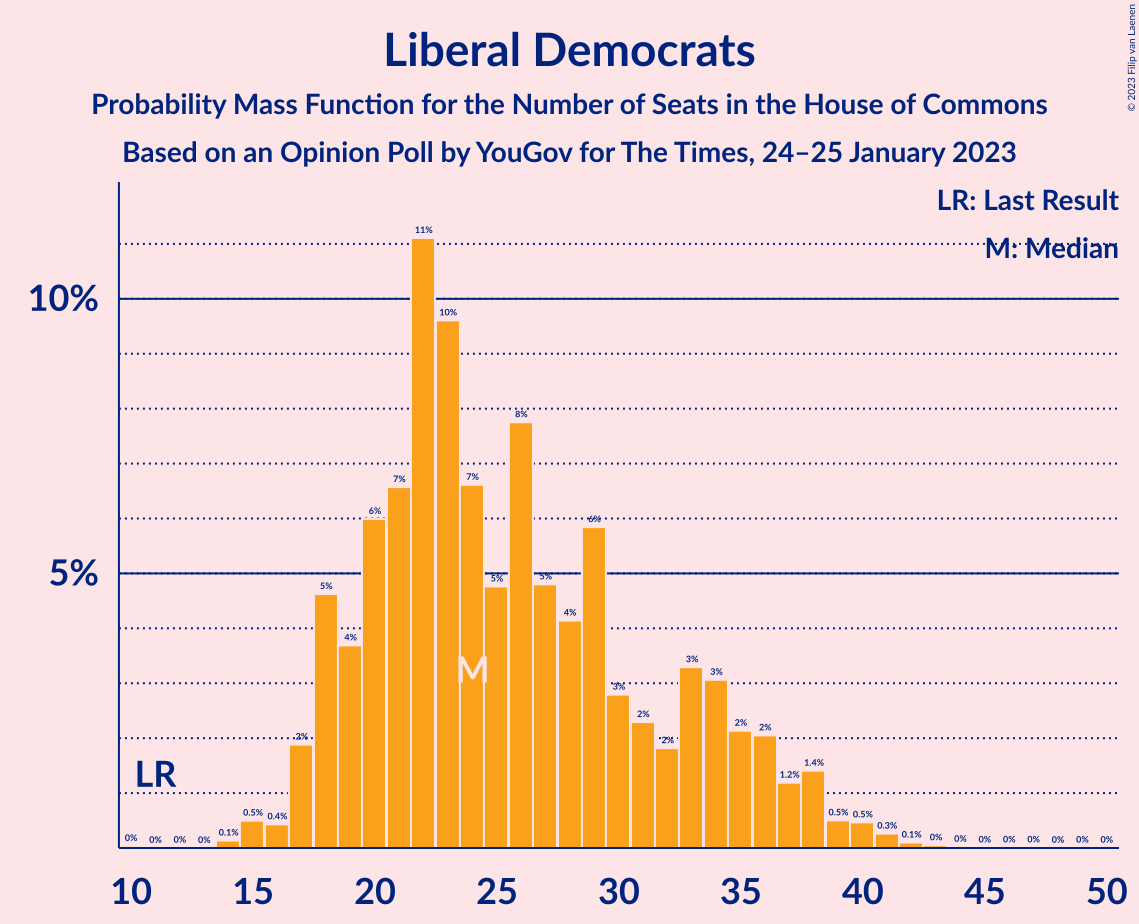 © 2023 Filip van Laenen
Liberal Democrats
Probability Mass Function for the Number of Seats in the House of Commons
Based on an Opinion Poll by YouGov for The Times, 24–25 January 2023
LR: Last Result
M: Median
10%
5%
0% 0% 0% 0% 0.1% 0.5% 0.4% 2% 5% 4% 6% 7% 11% 10% 7% 5% 8% 5% 4% 6% 3% 2% 2% 3% 3% 2% 2% 1.2% 1.4% 0.5% 0.5% 0.3% 0.1% 0% 0% 0% 0% 0% 0% 0% 0%
M
LR
10 15 20 25 30 35 40 45 50